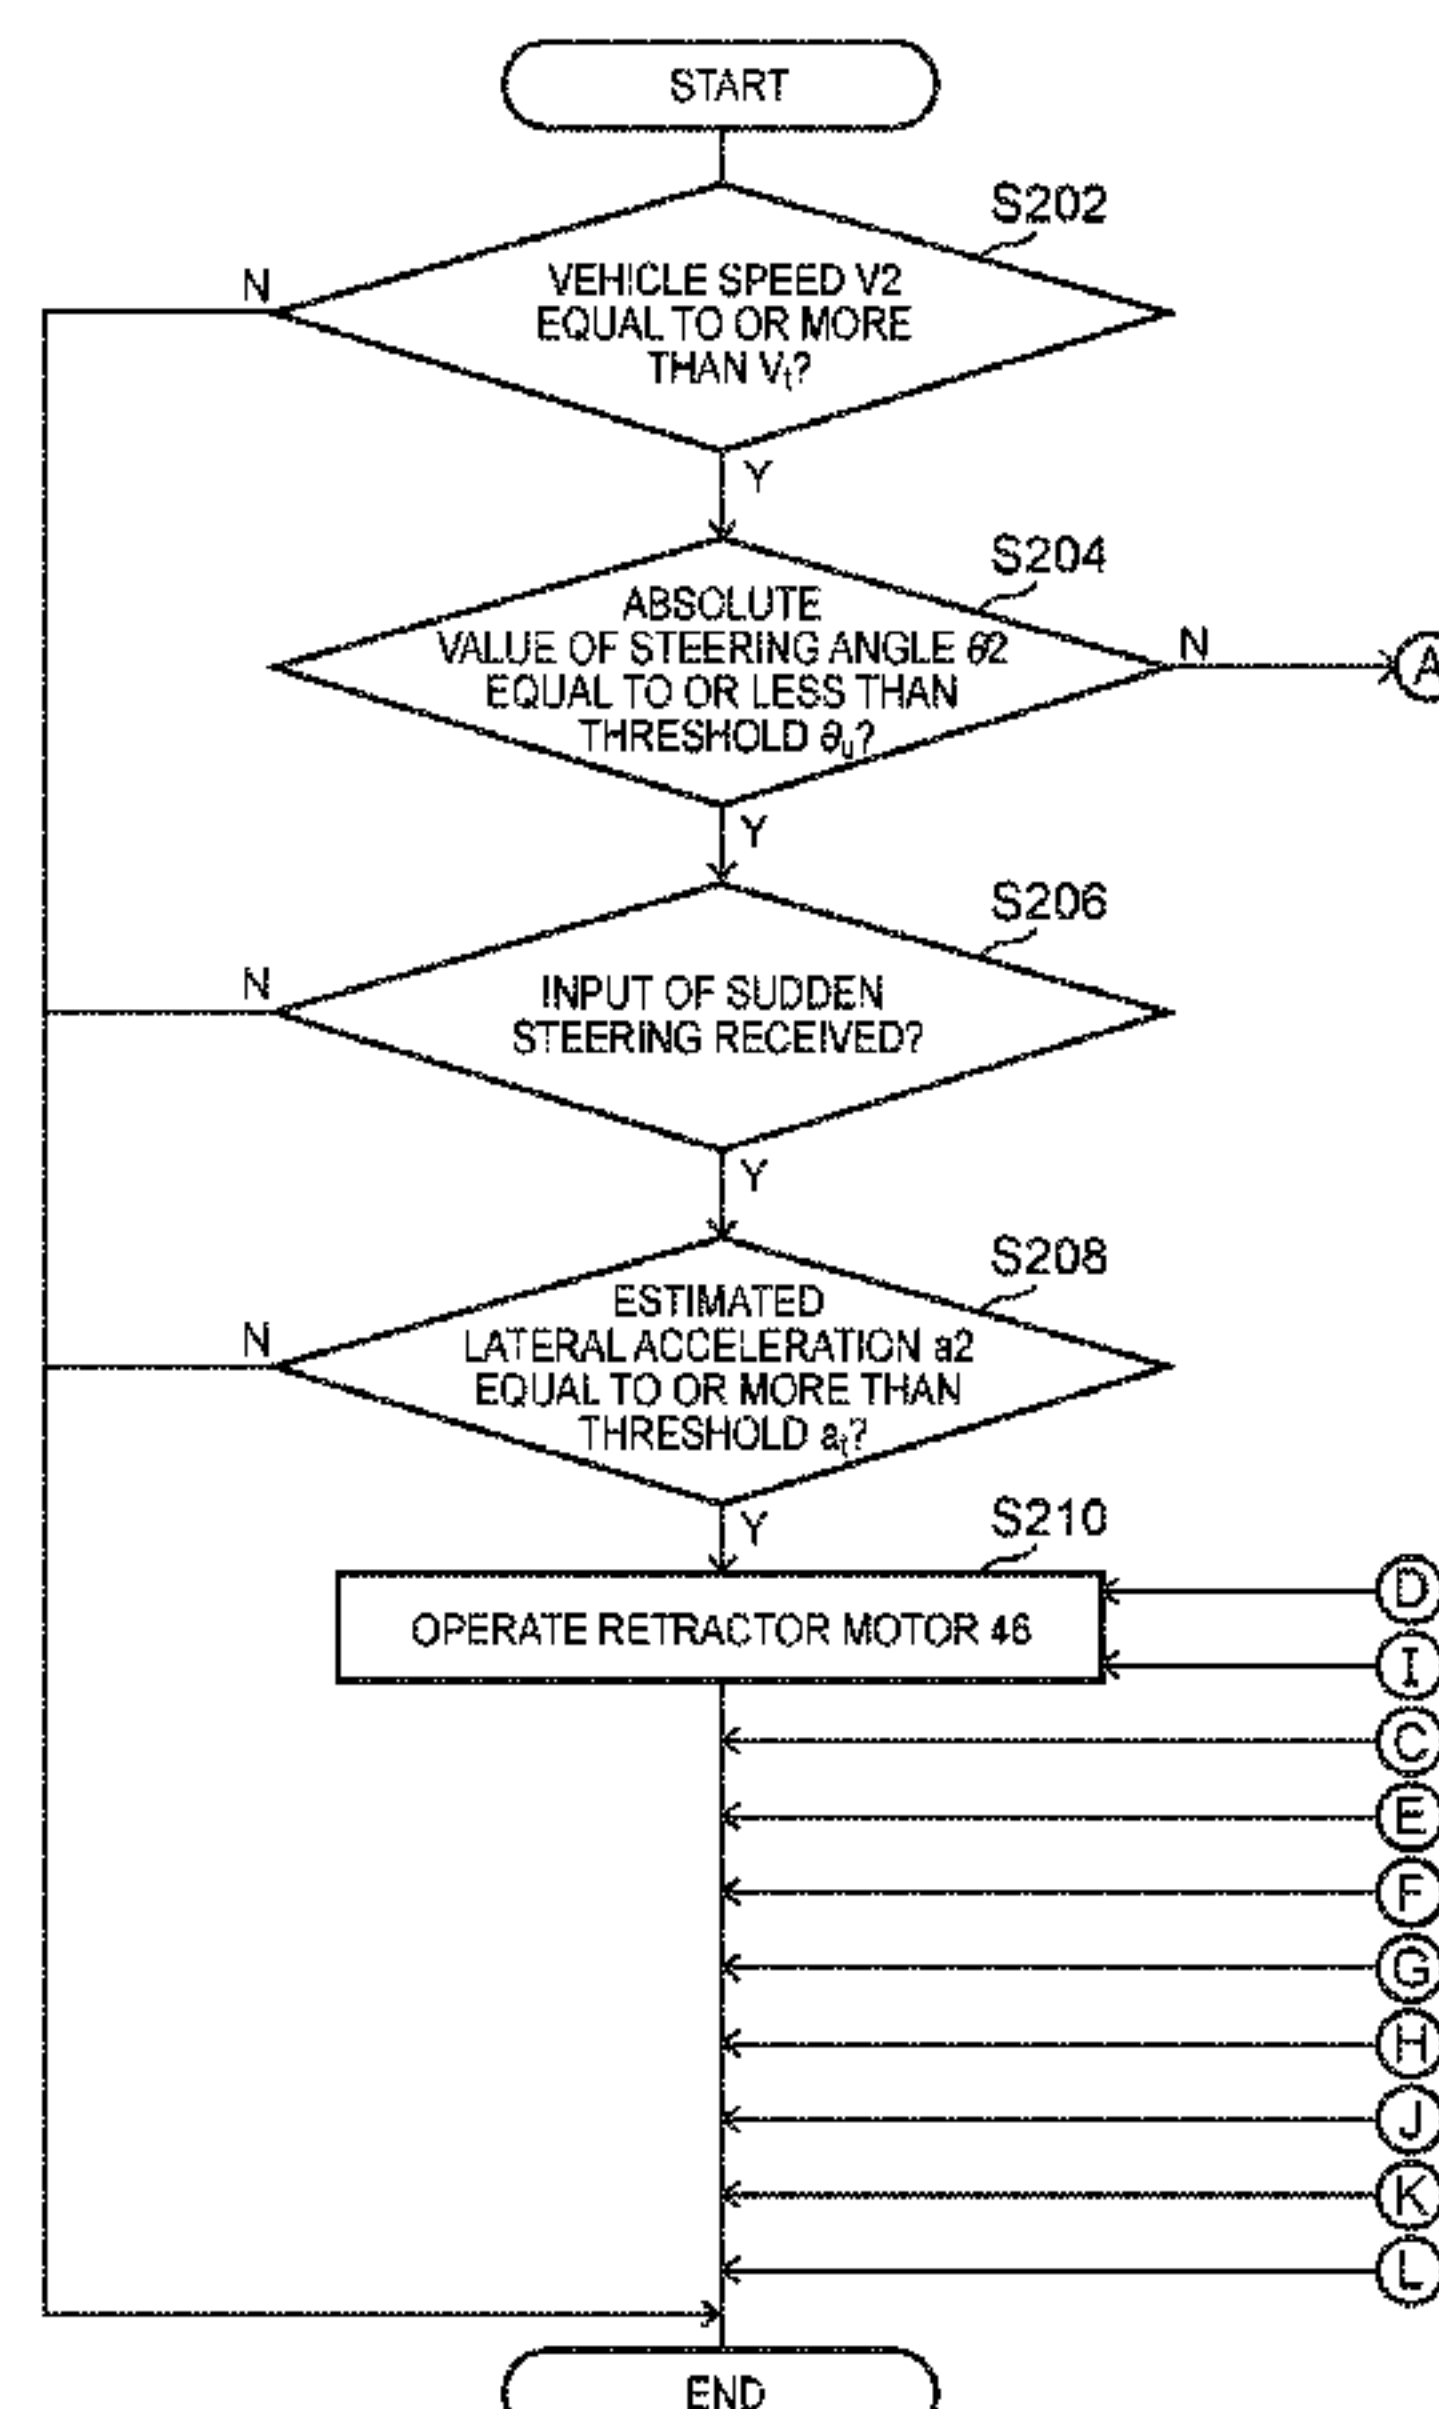 START
S202
N
VEHICLE SPEED V2
EQUAL TO OR MORE
THAN Vt?
Y
S204
ABSOLUTE
VALUE OF STEERING ANGLE θ2
EQUAL TO OR LESS THAN
THRESHOLD θu?
N
A
Y
S206
N
INPUT OF SUDDEN
STEERING RECEIVED?
Y
S208
N
ESTIMATED
LATERAL ACCELERATION a2
EQUAL TO OR MORE THAN
THRESHOLD at?
Y
S210
OPERATE RETRACTOR MOTOR 46
D
I
C
E
F
G
H
J
K
L
END